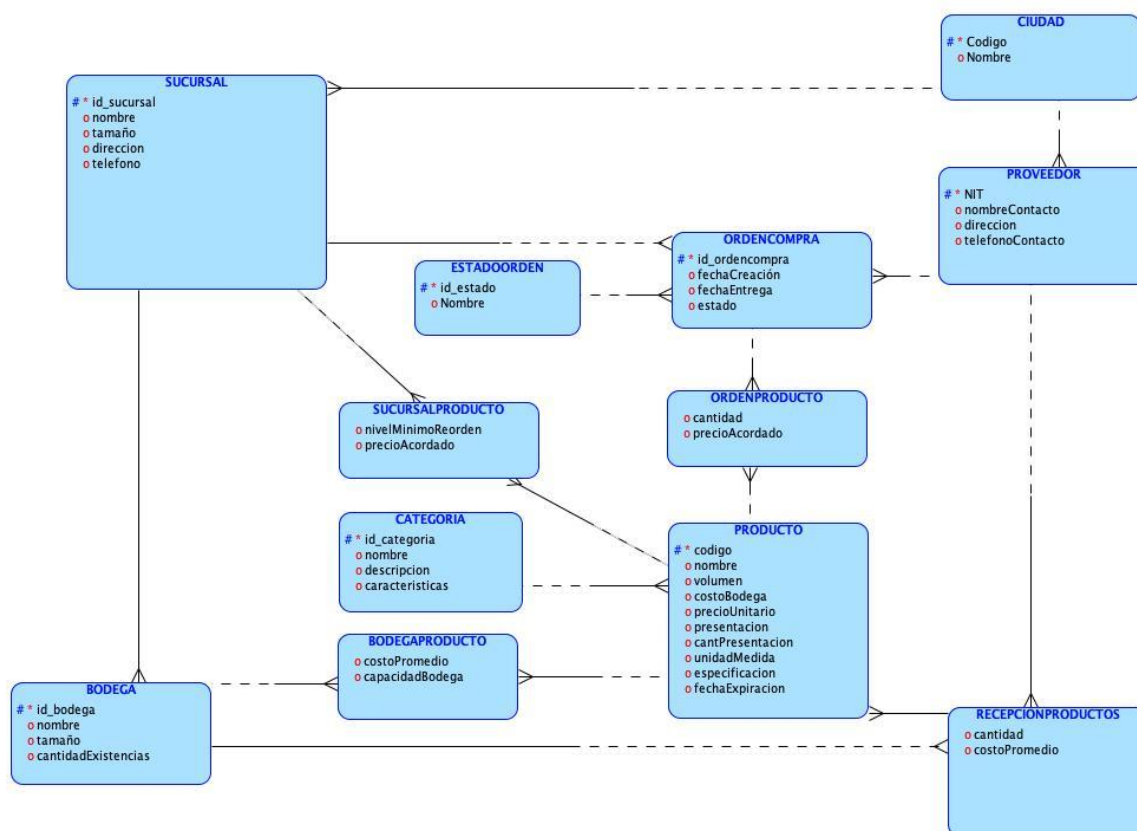 CIUDAD
# * Codigo
o Nombre
SUCURSAL
# * id_sucursal
o nombre
o tamaño
o direccion
o telefono
PROVEEDOR
# * NIT
o nombreContacto
o direccion
o telefonoContacto
ORDENCOMPRA
# * id_ordencompra
o fechaCreación
o fechaEntrega
o estado
ESTADOORDEN
# * id_estado
o Nombre
SUCURSALPRODUCTO
o nivelMinimoReorden
o precioAcordado
ORDENPRODUCTO
o cantidad
o precioAcordado
CATEGORIA
# * id_categoria
o nombre
o descripcion
o caracteristicas
PRODUCTO
# * codigo
o nombre
o volumen
o costoBodega
o precioUnitario
o presentacion
o cantPresentacion
o unidadMedida
o especificacion
o fechaExpiracion
BODEGAPRODUCTO
o costoPromedio
o capacidadBodega
BODEGA
# * id_bodega
o nombre
o tamaño
o cantidadExistencias
RECEPCIONPRODUCTOS
o cantidad
o costoPromedio